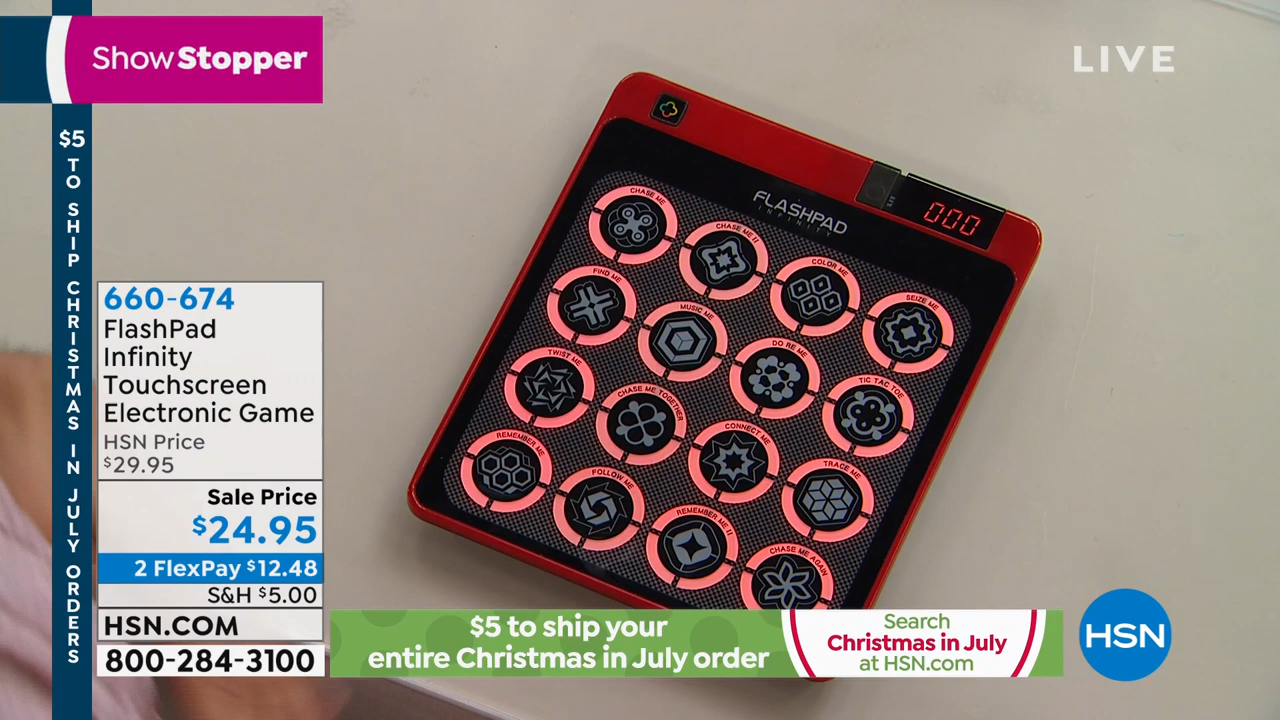 Show Stopper
LIVE
$5 TO SHIP CHRISTMAS IN JULY ORDERS
660-674
FlashPad
Infinity
Touchscreen
Electronic Game
HSN Price
$29.95
Sale Price
$24.95
2 FlexPay $12.48
S&H $5.00
HSN.COM
800-284-3100
FLASHPAD
INFINITY
000
CHASE ME
CHASE ME II
COLOR ME
SEIZE ME
FIND ME
MUSIC ME
DO RE ME
TIC TAC TOE
TWIST ME
CHASE ME TOGETHER
CONNECT ME
TRACE ME
REMBER ME
FOLLOW ME
REMEMBER ME II
CHASE ME AGAIN
$5 to ship your
entire Christmas in July order
Search
Christmas in July
at HSN.com
HSN